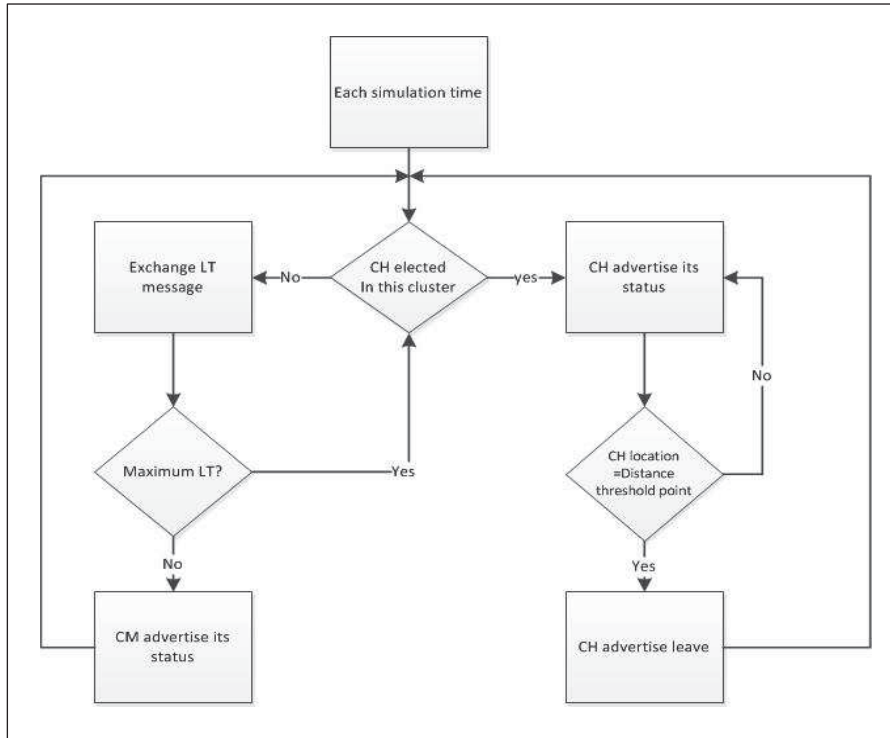 Each simulation time
Exchange LT
message
No
CH elected
In this cluster
yes
CH advertise its
status
No
Maximum LT?
Yes
CH location
=Distance
threshold point
No
Yes
CM advertise its
status
CH advertise leave